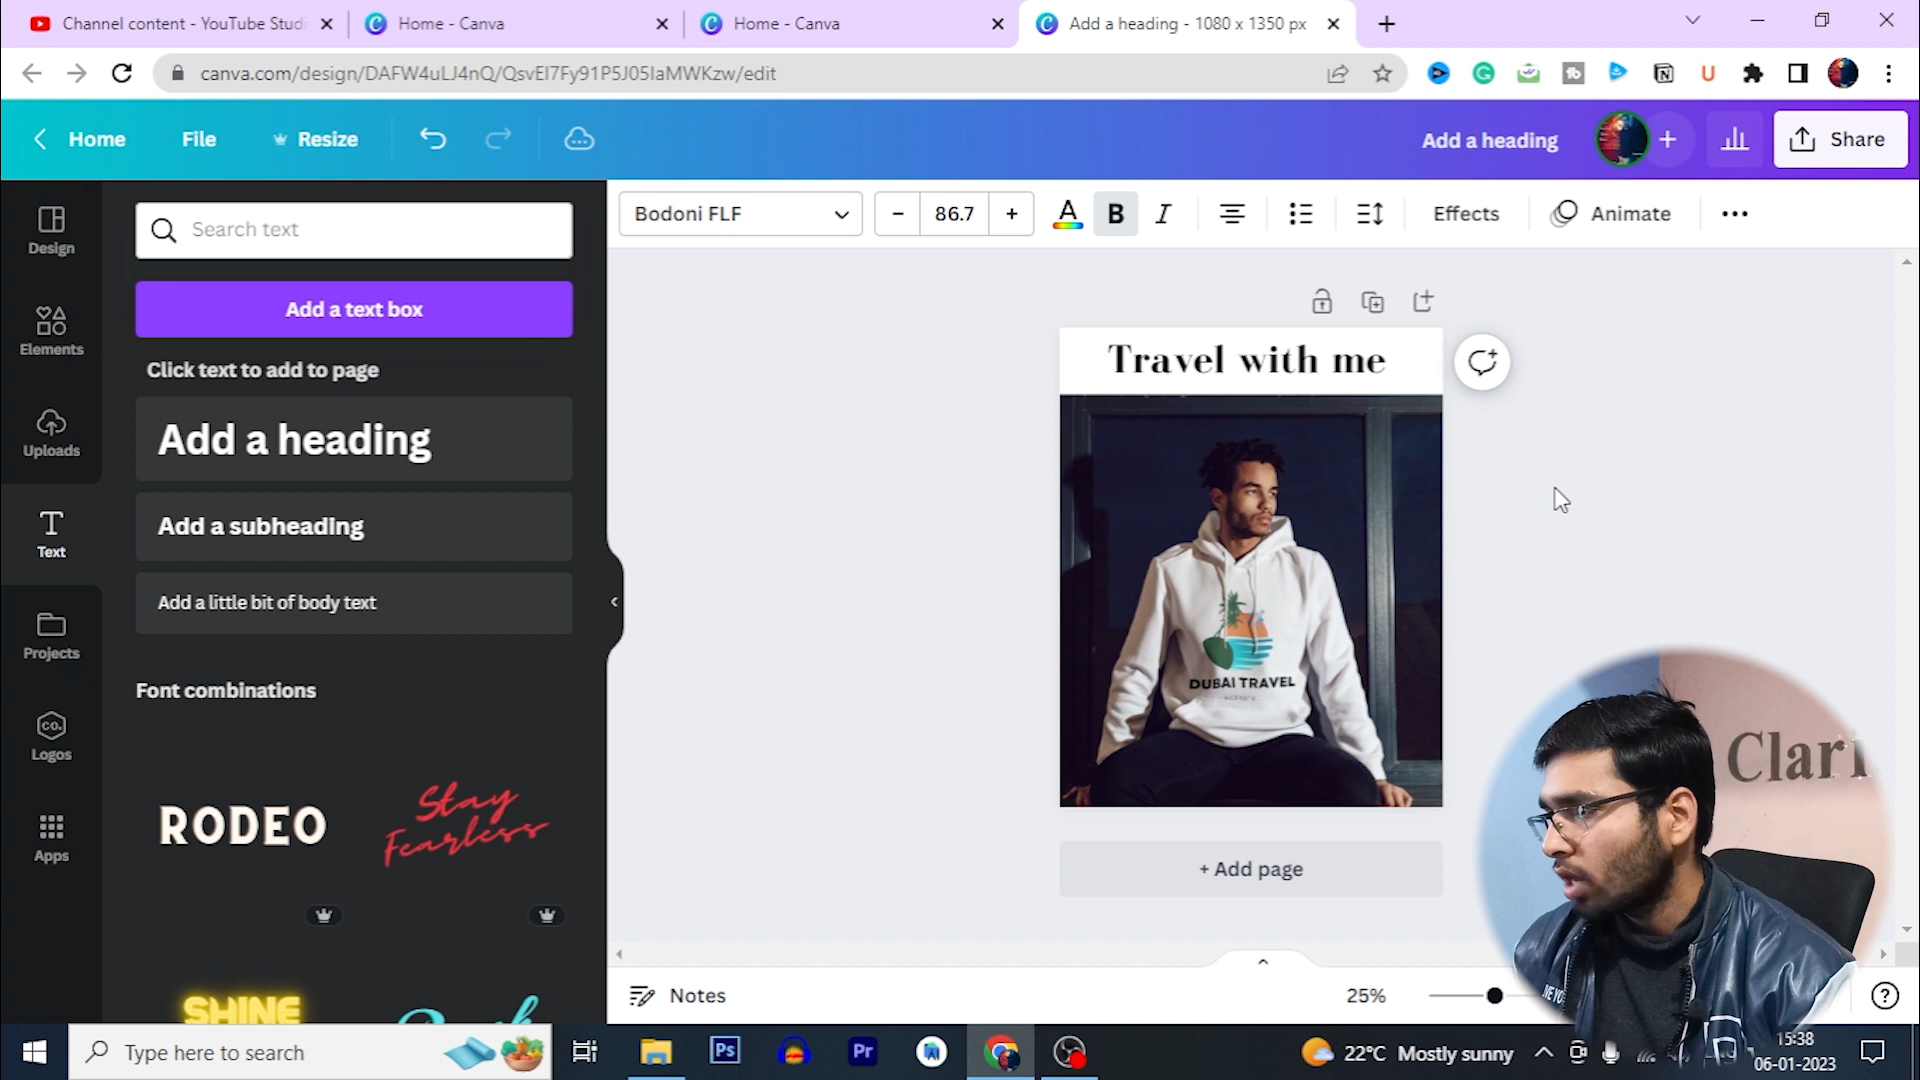 Channel content - YouTube Studi
Home - Canva
Home - Canva
Add a heading - 1080 x 1350 px
canva.com/design/DAFW4uLJ4nQ/QsvEI7Fy91P5J05IaMWKzw/edit
Home
File
Resize
Add a heading
Share
Design
Elements
Uploads
Text
Projects
Logos
Apps
Search text
Add a text box
Click text to add to page
Add a heading
Add a subheading
Add a little bit of body text
Font combinations
RODEO
Stay Fearless
SHINE
Bodoni FLF
86.7
A
B
I
Effects
Animate
Travel with me
DUBAI TRAVEL
AGENCY
+ Add page
Notes
25%
Type here to search
Ps
Pr
22°C Mostly sunny
15:38
06-01-2023